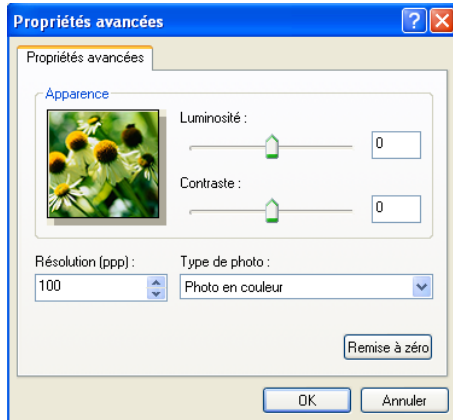 Propriétés avancées
Propriétés avancées
Apparence
Luminosité :
0
Contraste :
0
Résolution (ppp) :
Type de photo :
100
Photo en couleur
Remise à zéro
OK
Annuler